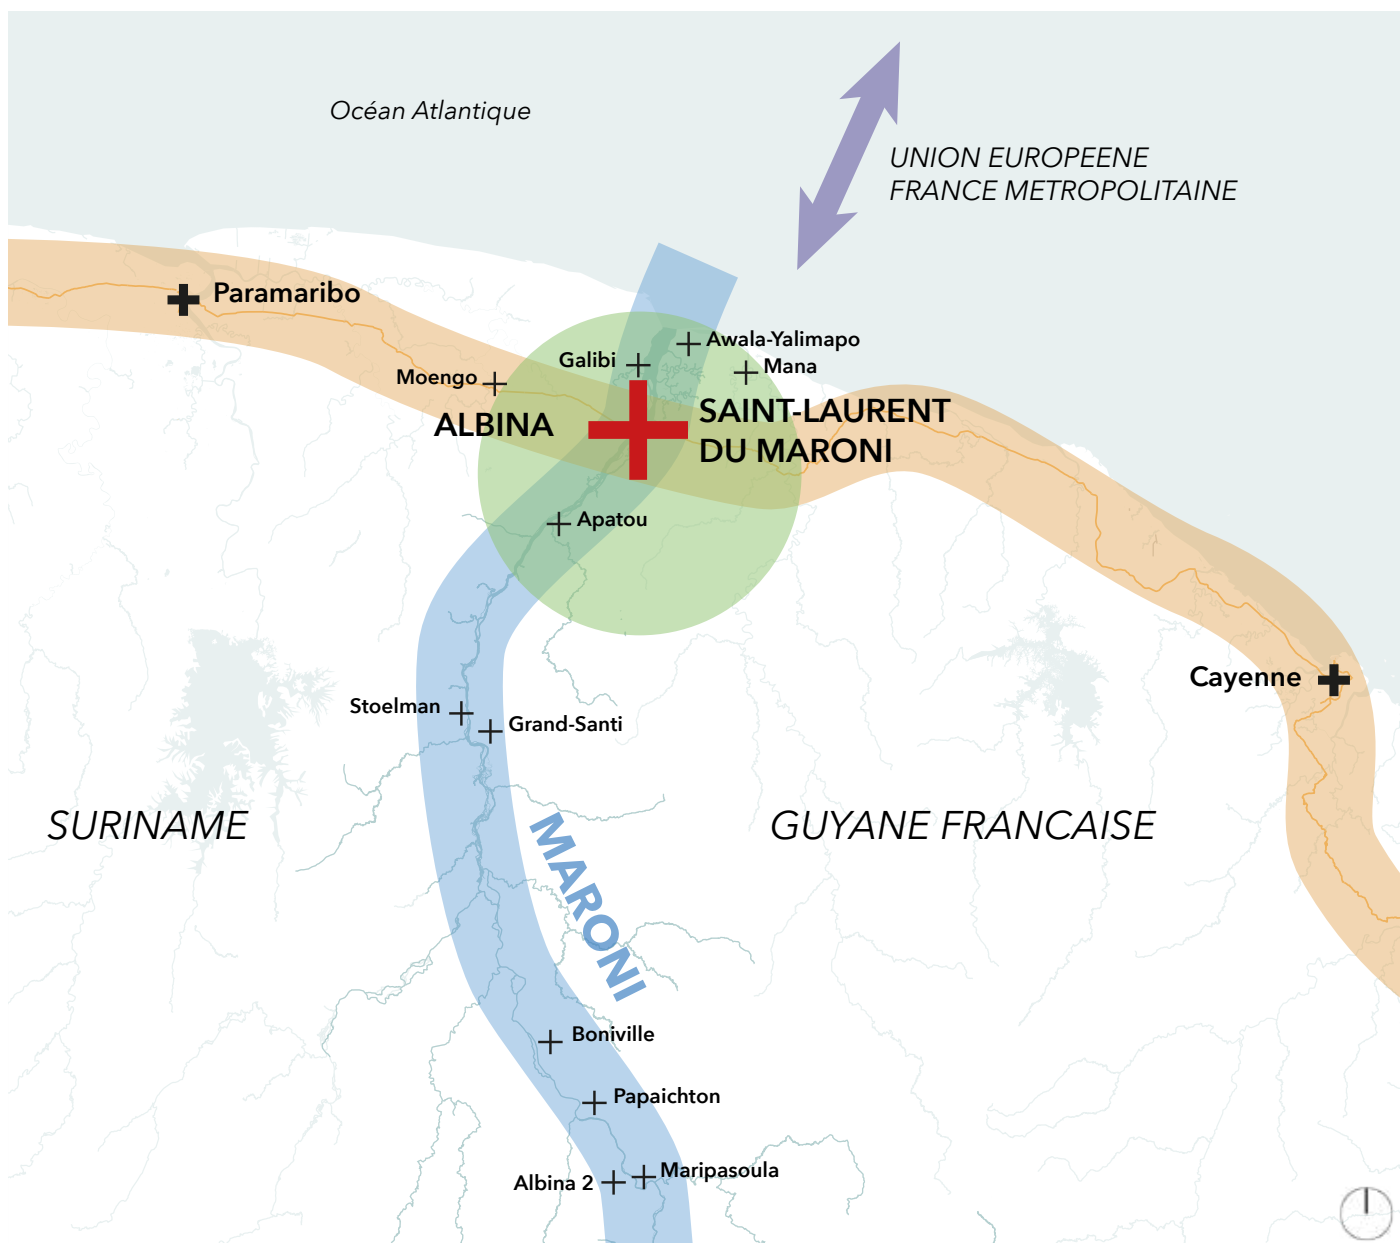 Océan Atlantique
UNION EUROPEENE
FRANCE METROPOLITAINE
Paramaribo
Awala-Yalimapo
Galibi
Mana
Moengo
ALBINA
SAINT-LAURENT
DU MARONI
Apatou
Cayenne
Stoelman
Grand-Santi
SURINAME
GUYANE FRANCAISE
MARONI
Boniville
Papaichton
Maripasoula
Albina 2